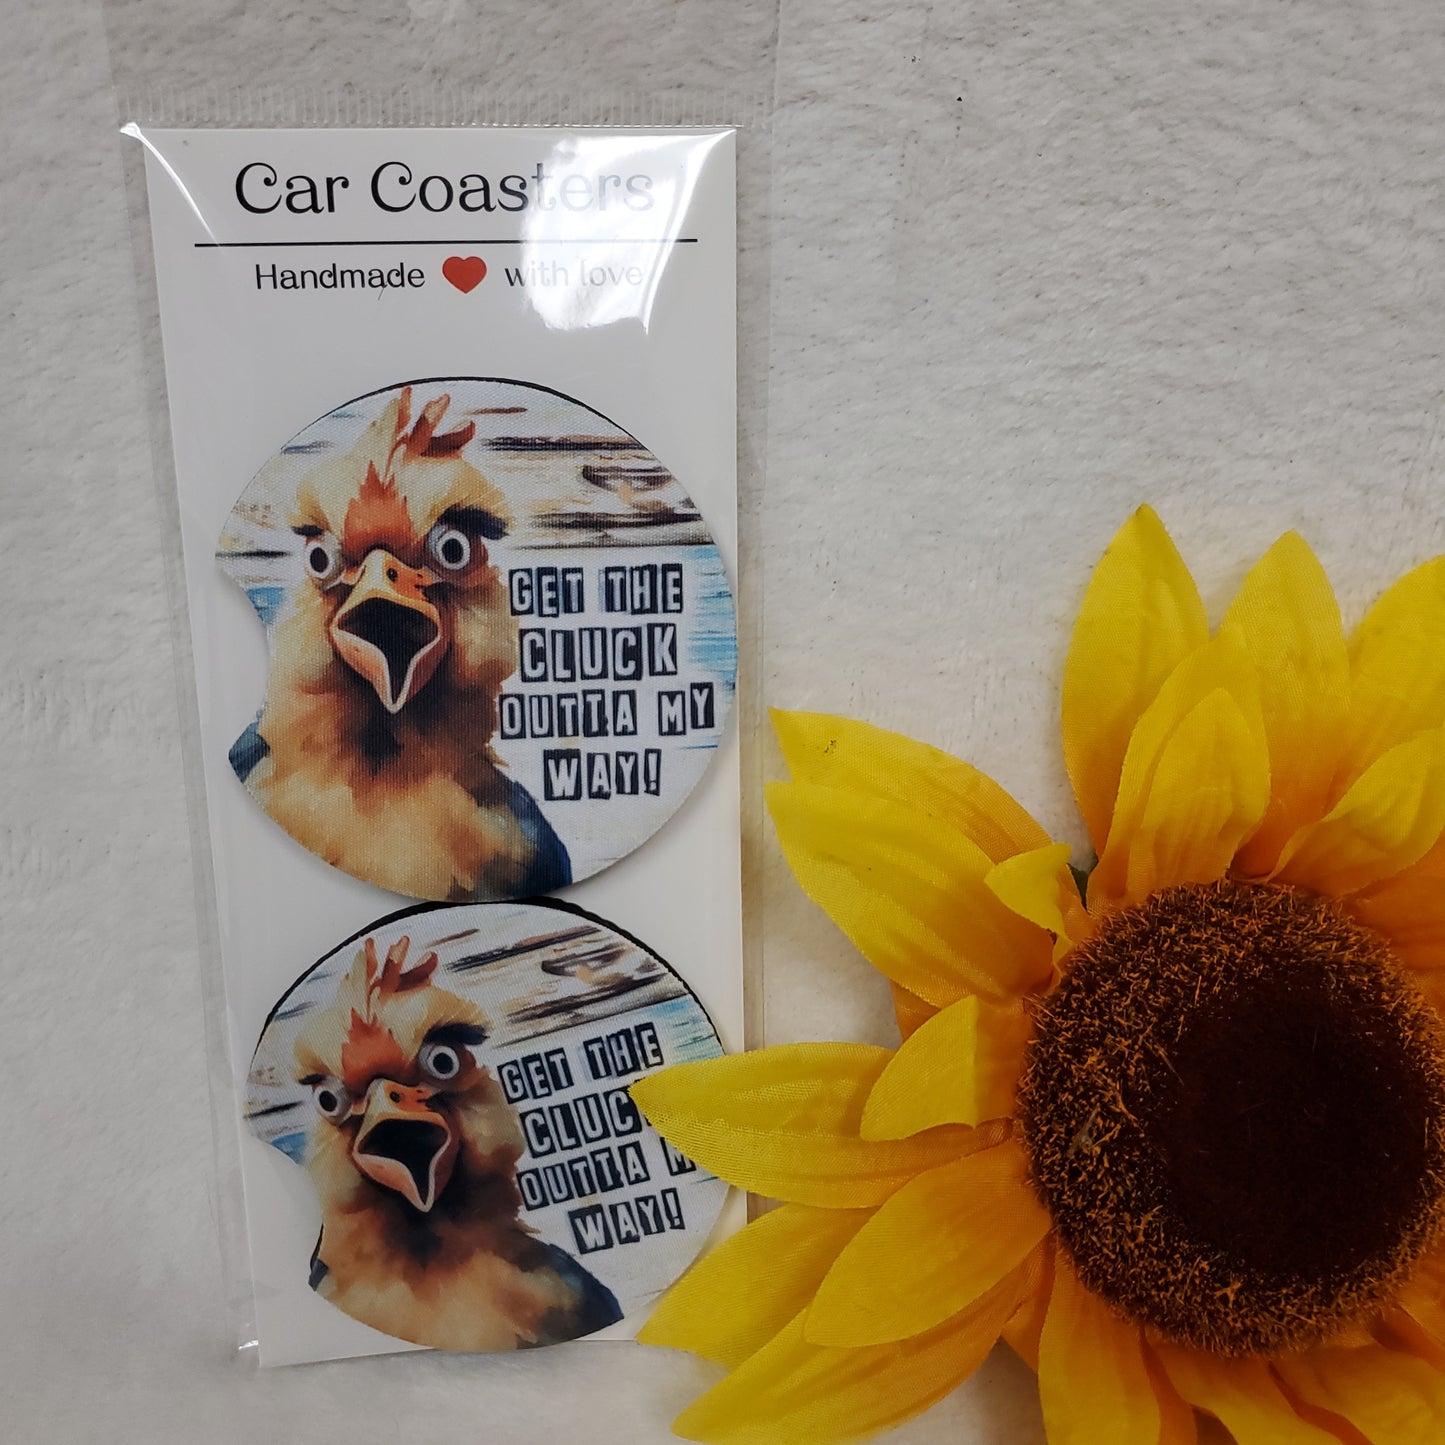 Car Coasters
Handmade with love
GET THE
CLUCK
OUTTA MY
WAY!
GET THE
OUTTA
WAY!